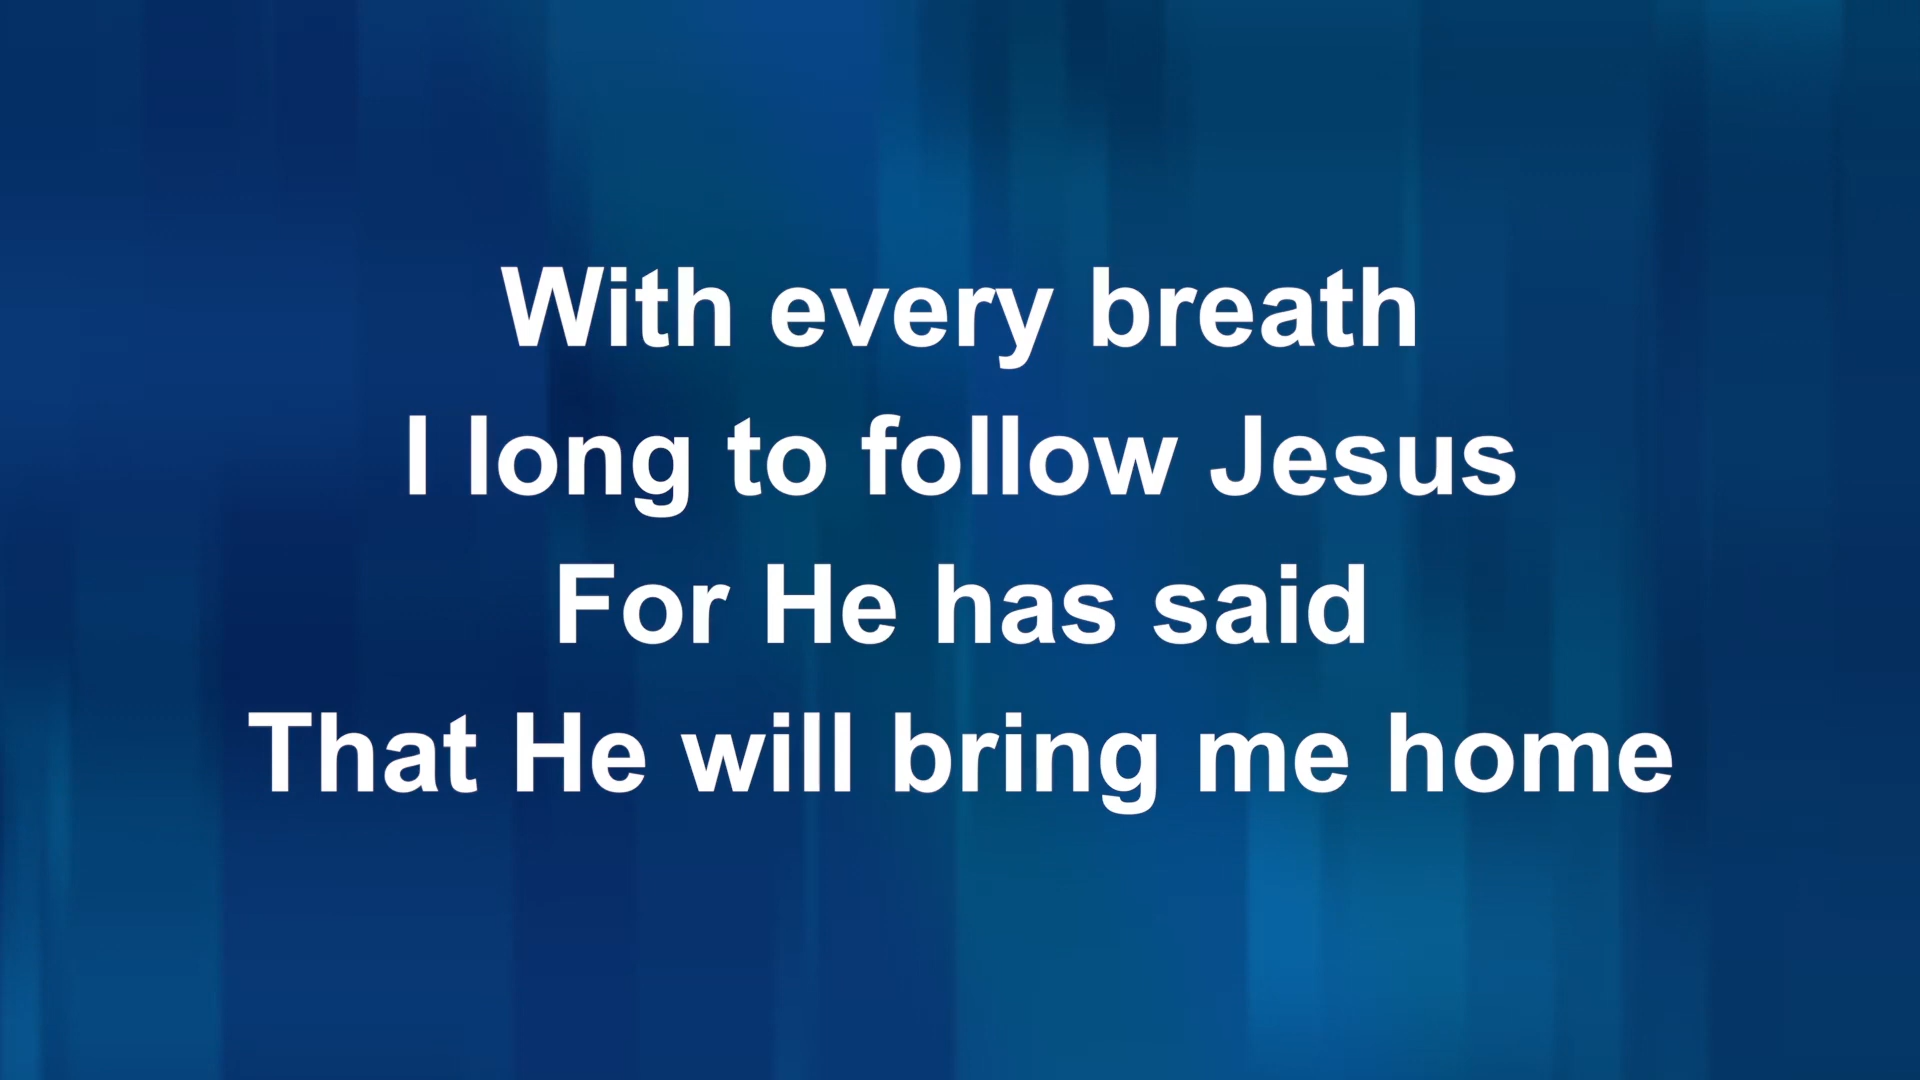 With every breath
I long to follow Jesus
For He has said
That He will bring me home